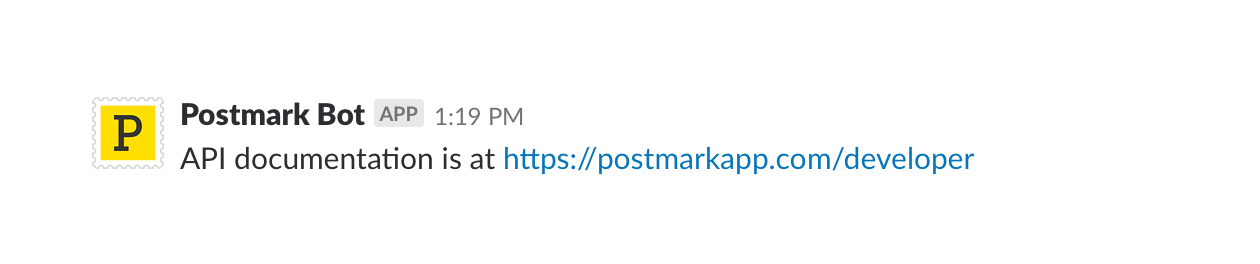 P
Postmark Bot APP 1:19 PM
API documentation is at https://postmarkapp.com/developer